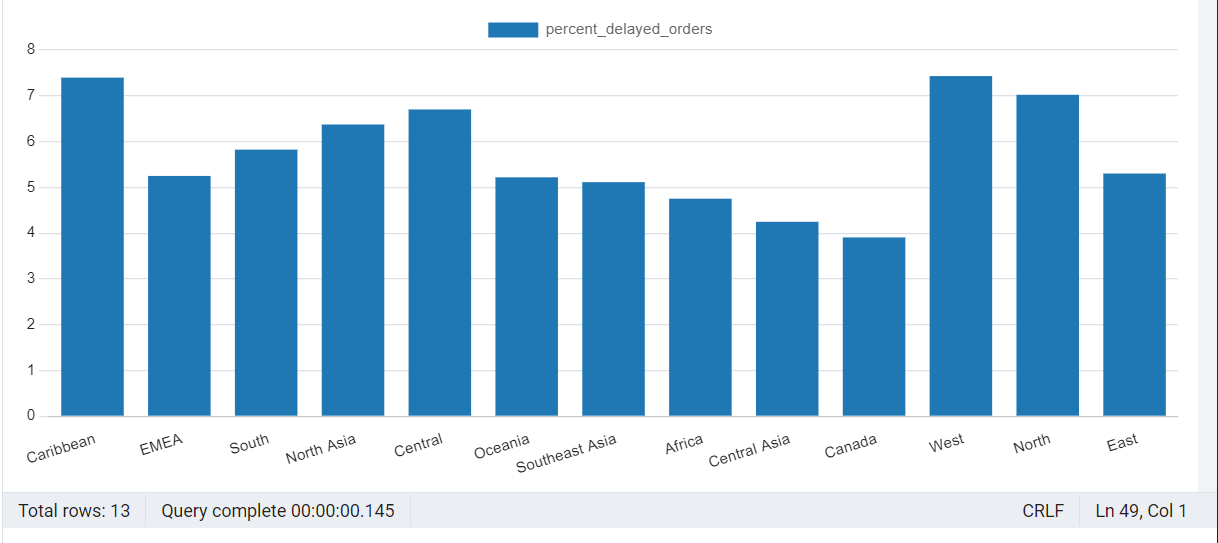 percent_delayed_orders
8
7
6
5
4
3
2
1
0
Caribbean
EMEA
South
North Asia
Central
Oceania
Southeast Asia
Africa
Central Asia
Canada
West
North
East
Total rows: 13
Query complete 00:00:00.145
CRLF
Ln 49, Col 1